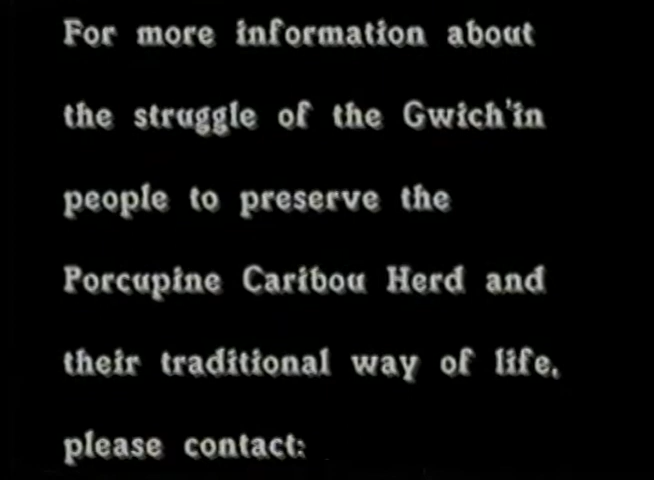 For more information about
the struggle of the Gwich'in
people to preserve the
Porcupine Caribou Herd and
their traditional way of life,
please contact: